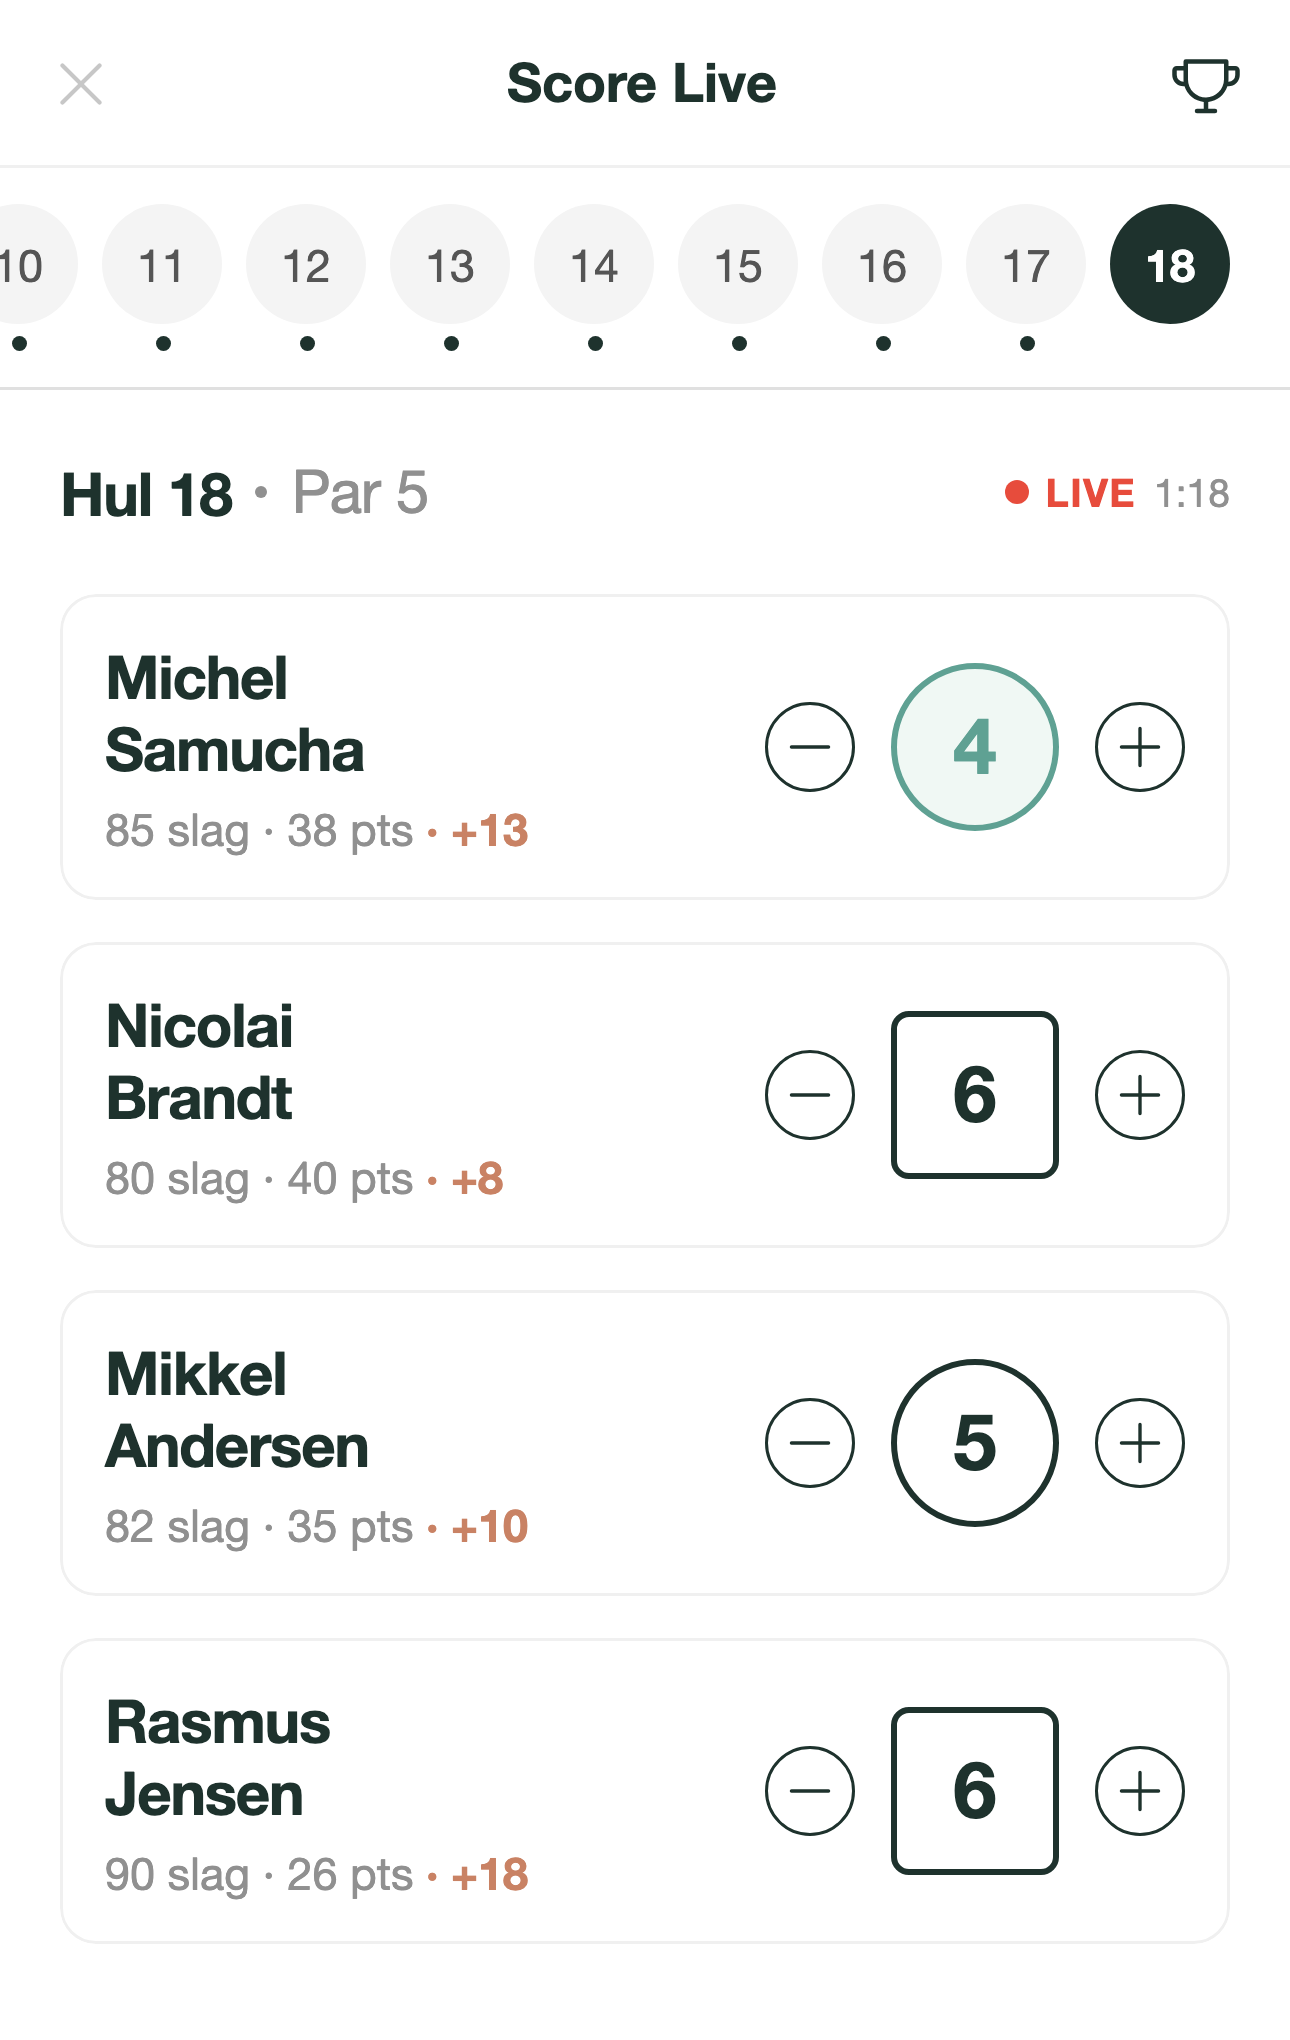 Score Live
10 11 12 13 14 15 16 17 18
Hul 18 • Par 5
LIVE 1:18
Michel
Samucha
85 slag · 38 pts · +13
4
Nicolai
Brandt
80 slag · 40 pts · +8
6
Mikkel
Andersen
82 slag · 35 pts · +10
5
Rasmus
Jensen
90 slag · 26 pts · +18
6